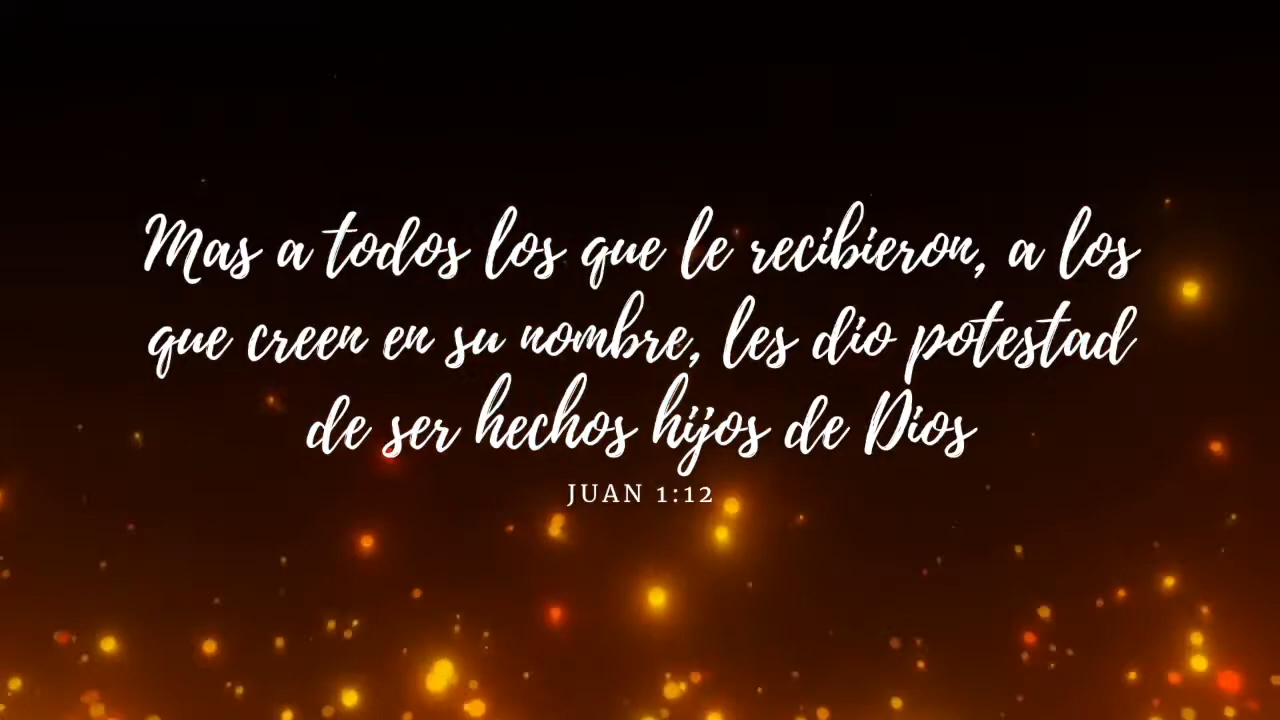 Mas a todos los que le recibieron, a los
que creen en su nombre, les dio potestad
de ser hechos hijos de Dios
JUAN 1:12